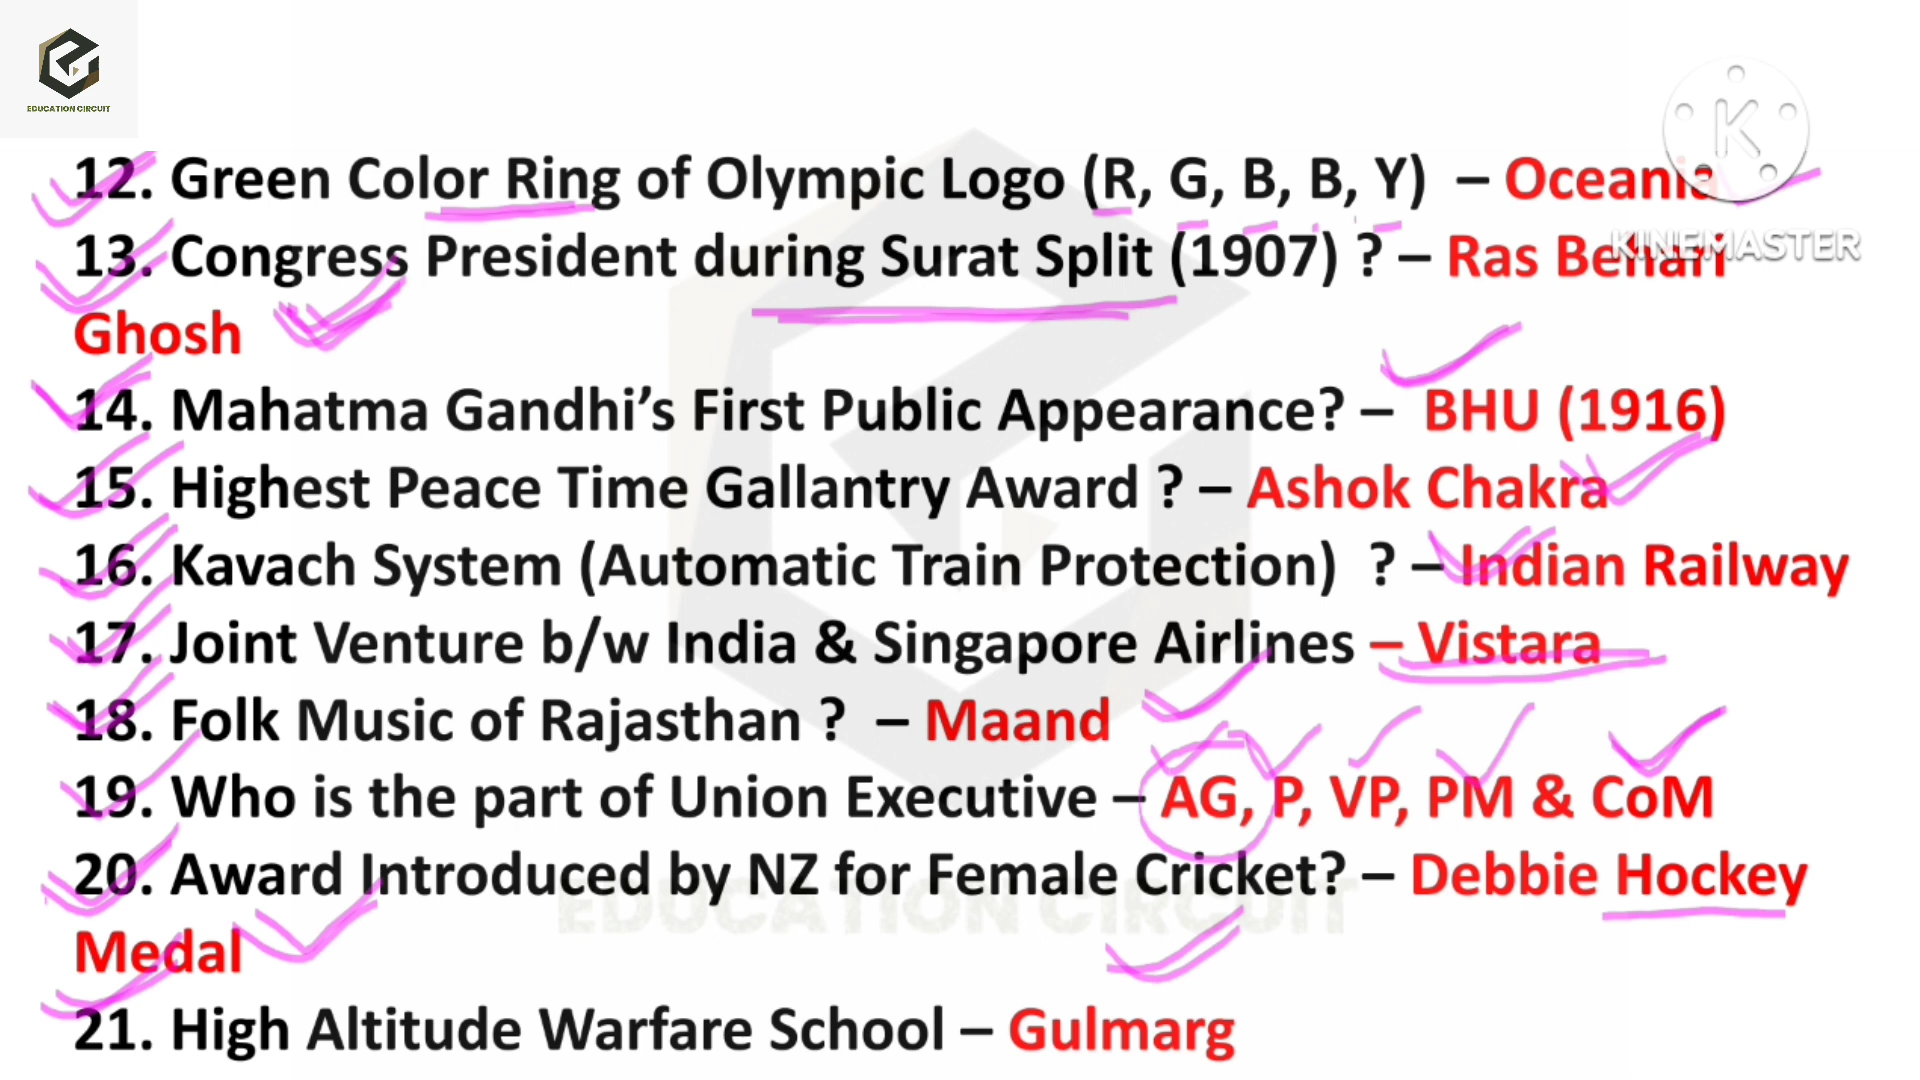 EDUCATION CIRCUIT
K
12. Green Color Ring of Olympic Logo (R, G, B, B, Y) – Oceania
KINEMASTER
13. Congress President during Surat Split (1907) ? – Ras Behari
Ghosh
14. Mahatma Gandhi’s First Public Appearance? – BHU (1916)
15. Highest Peace Time Gallantry Award ? – Ashok Chakra
16. Kavach System (Automatic Train Protection) ? – Indian Railway
17. Joint Venture b/w India & Singapore Airlines – Vistara
18. Folk Music of Rajasthan ? – Maand
19. Who is the part of Union Executive – AG, P, VP, PM & CoM
20. Award Introduced by NZ for Female Cricket? – Debbie Hockey
EDUCATION CIRCUIT
Medal
21. High Altitude Warfare School – Gulmarg